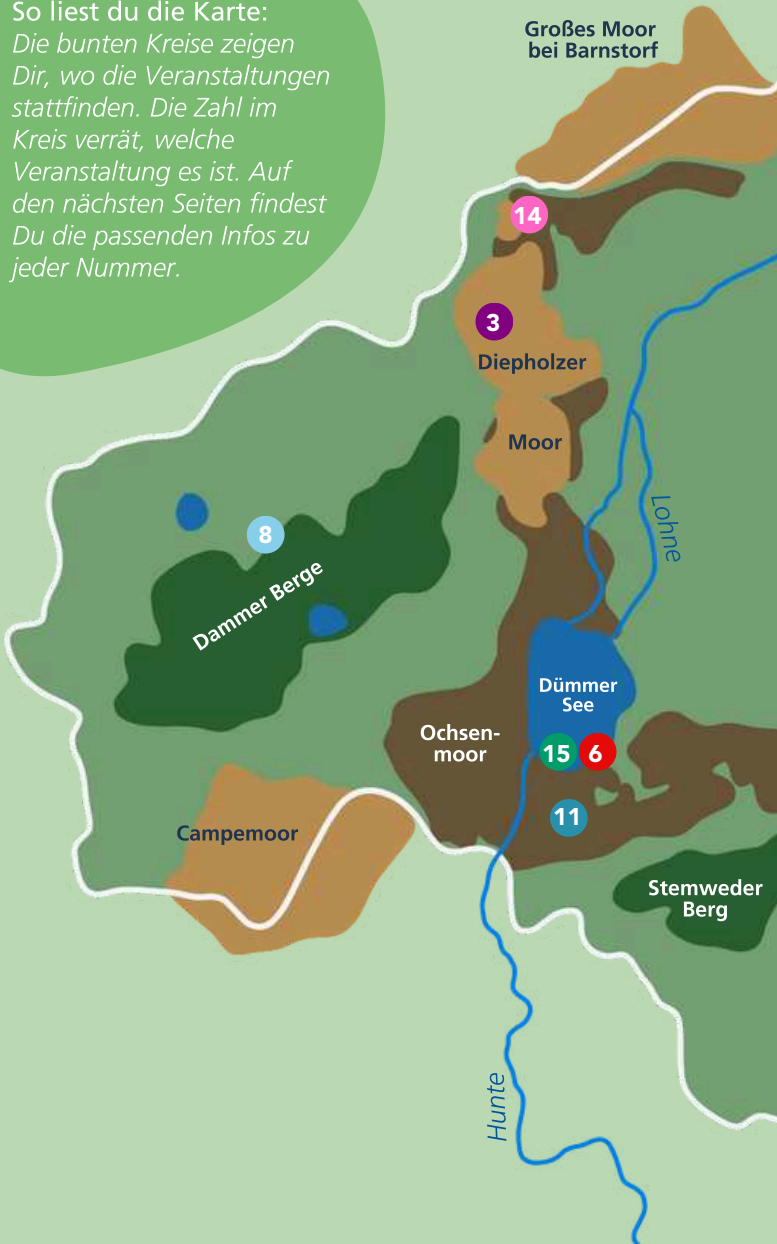 So liest du die Karte:
Die bunten Kreise zeigen
Dir, wo die Veranstaltungen
stattfinden. Die Zahl im
Kreis verrät, welche
Veranstaltung es ist. Auf
den nächsten Seiten findest
Du die passenden Infos zu
jeder Nummer.
Großes Moor
bei Barnstorf
14
3
Diepholzer
Moor
Lohne
8
Dammer Berge
Dümmer
See
Ochsen-
moor
15
6
11
Campemoor
Stemweder
Berg
Hunte